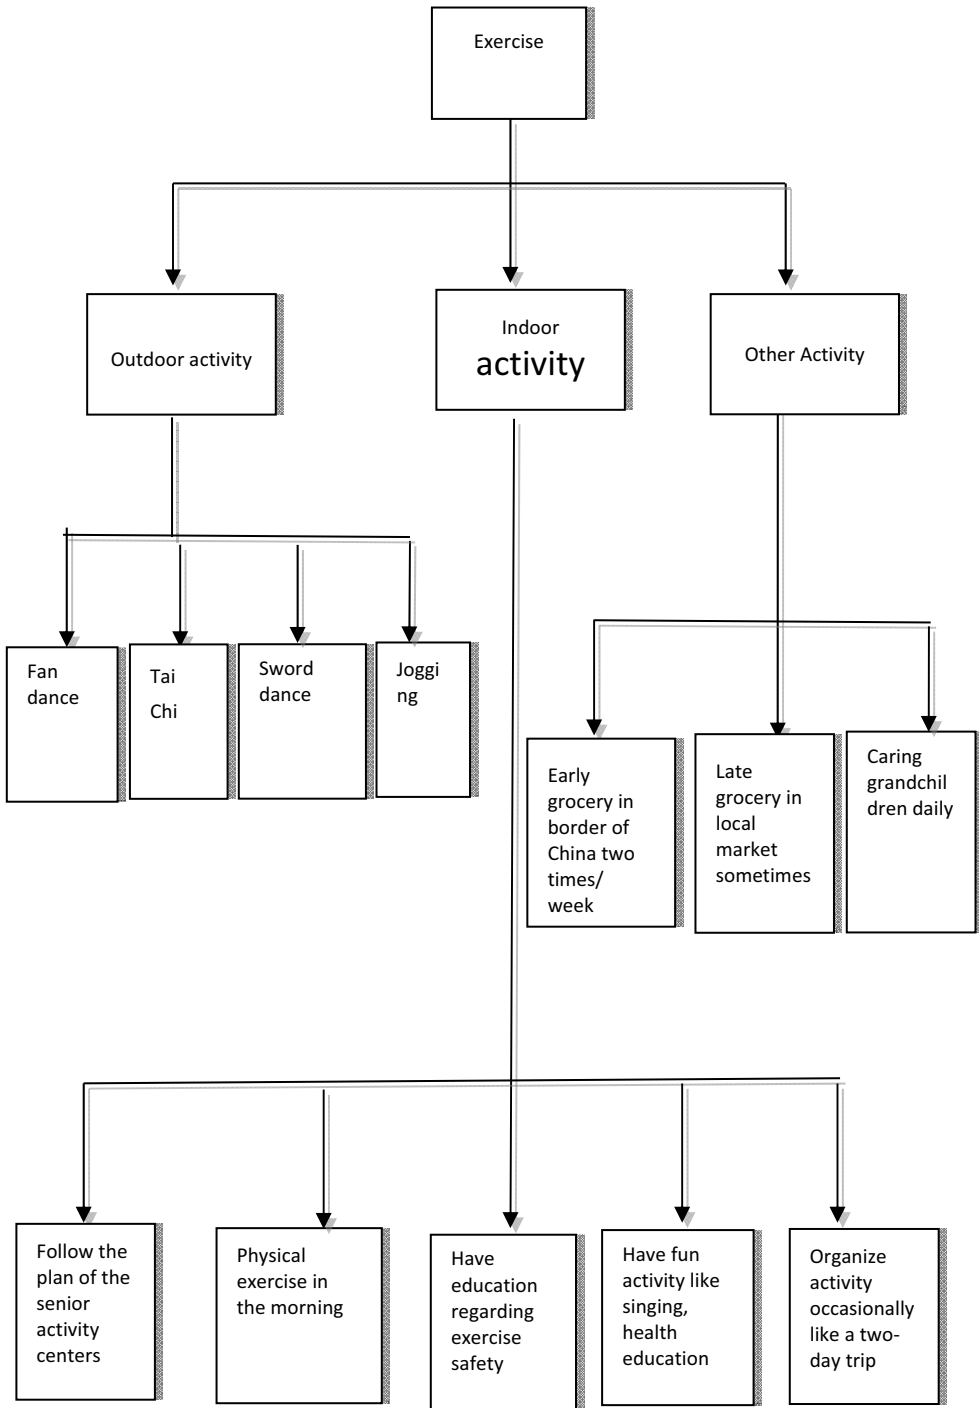 Exercise
Outdoor activity
Indoor
activity
Other Activity
Fan
dance
Tai
Chi
Sword
dance
Joggi
ng
Early
grocery in
border of
China two
times/
week
Late
grocery in
local
market
sometimes
Caring
grandchil
dren daily
Follow the
plan of the
senior
activity
centers
Physical
exercise in
the morning
Have
education
regarding
exercise
safety
Have fun
activity like
singing,
health
education
Organize
activity
occasionally
like a two-
day trip